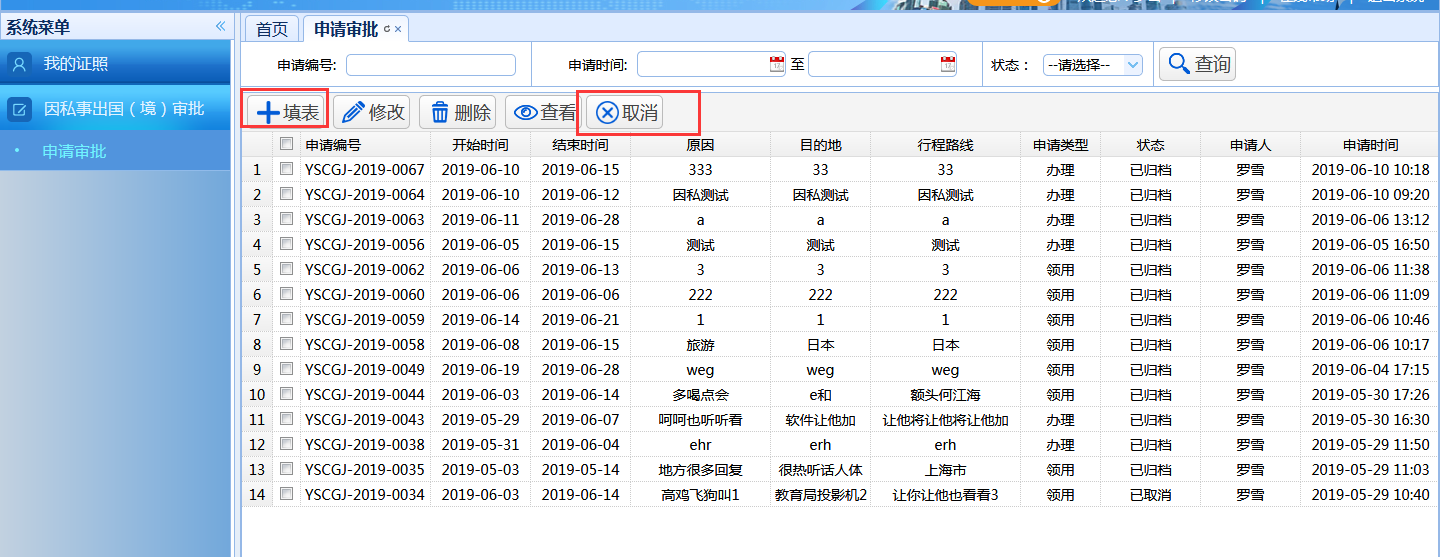 系统菜单
首页 申请审批
我的证照
因私事出国（境）审批
申请审批
申请编号: 申请时间: 至 状态： --请选择-- 查询
填表 修改 删除 查看 取消
申请编号 开始时间 结束时间 原因 目的地 行程路线 申请类型 状态 申请人 申请时间
1 YSCGJ-2019-0067 2019-06-10 2019-06-15 333 33 33 办理 已归档 罗雪 2019-06-10 10:18
2 YSCGJ-2019-0064 2019-06-10 2019-06-12 因私测试 因私测试 因私测试 办理 已归档 罗雪 2019-06-10 09:20
3 YSCGJ-2019-0063 2019-06-11 2019-06-28 a a a 办理 已归档 罗雪 2019-06-06 13:12
4 YSCGJ-2019-0056 2019-06-05 2019-06-15 测试 测试 测试 办理 已归档 罗雪 2019-06-05 16:50
5 YSCGJ-2019-0062 2019-06-06 2019-06-13 3 3 3 领用 已归档 罗雪 2019-06-06 11:38
6 YSCGJ-2019-0060 2019-06-06 2019-06-06 222 222 222 领用 已归档 罗雪 2019-06-06 11:09
7 YSCGJ-2019-0059 2019-06-14 2019-06-21 1 1 1 领用 已归档 罗雪 2019-06-06 10:46
8 YSCGJ-2019-0058 2019-06-08 2019-06-15 旅游 日本 日本 领用 已归档 罗雪 2019-06-06 10:17
9 YSCGJ-2019-0049 2019-06-19 2019-06-28 weg weg weg 领用 已归档 罗雪 2019-06-04 17:15
10 YSCGJ-2019-0044 2019-06-03 2019-06-14 多喝点会 e和 额头何江海 领用 已归档 罗雪 2019-05-30 17:26
11 YSCGJ-2019-0043 2019-05-29 2019-06-07 呵呵也听听看 软件让他加 让他将让他将让他加 办理 已归档 罗雪 2019-05-30 16:30
12 YSCGJ-2019-0038 2019-05-31 2019-06-04 ehr erh erh 办理 已归档 罗雪 2019-05-29 11:50
13 YSCGJ-2019-0035 2019-05-03 2019-05-14 地方很多回复 很热听话人体 上海市 领用 已归档 罗雪 2019-05-29 11:03
14 YSCGJ-2019-0034 2019-06-03 2019-06-14 高鸡飞狗叫1 教育局投影机2 让你让他也看看3 领用 已取消 罗雪 2019-05-29 10:40